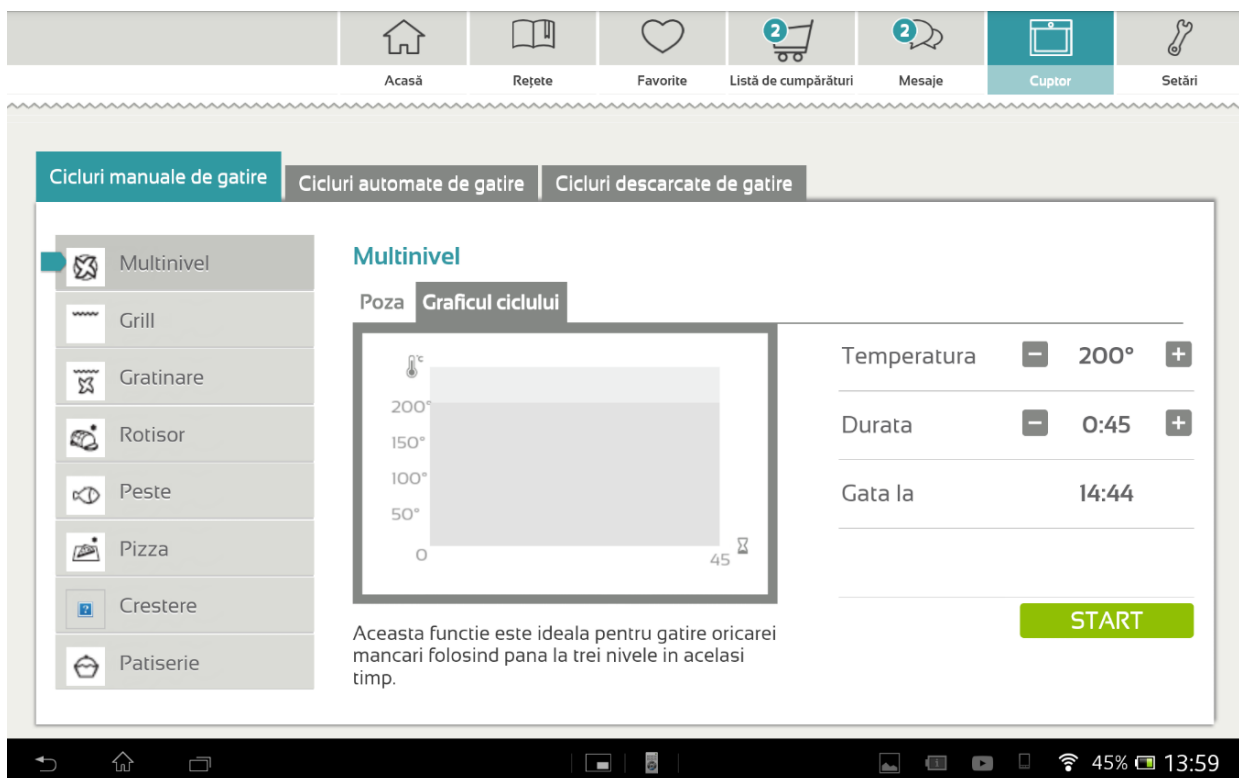 2
2
Acasă
Rețete
Favorite
Listă de cumpărături
Mesaje
Cuptor
Setări
Cicluri manuale de gatire
Cicluri automate de gatire
Cicluri descarcate de gatire
Multinivel
Grill
Gratinare
Rotisor
Peste
Pizza
Crestere
Patiserie
Multinivel
Poza
Graficul ciclului
°C
200°
150°
100°
50°
0
45
Aceasta functie este ideala pentru gatire oricarei
mancari folosind pana la trei nivele in acelasi
timp.
Temperatura
200°
Durata
0:45
Gata la
14:44
START
45%
13:59